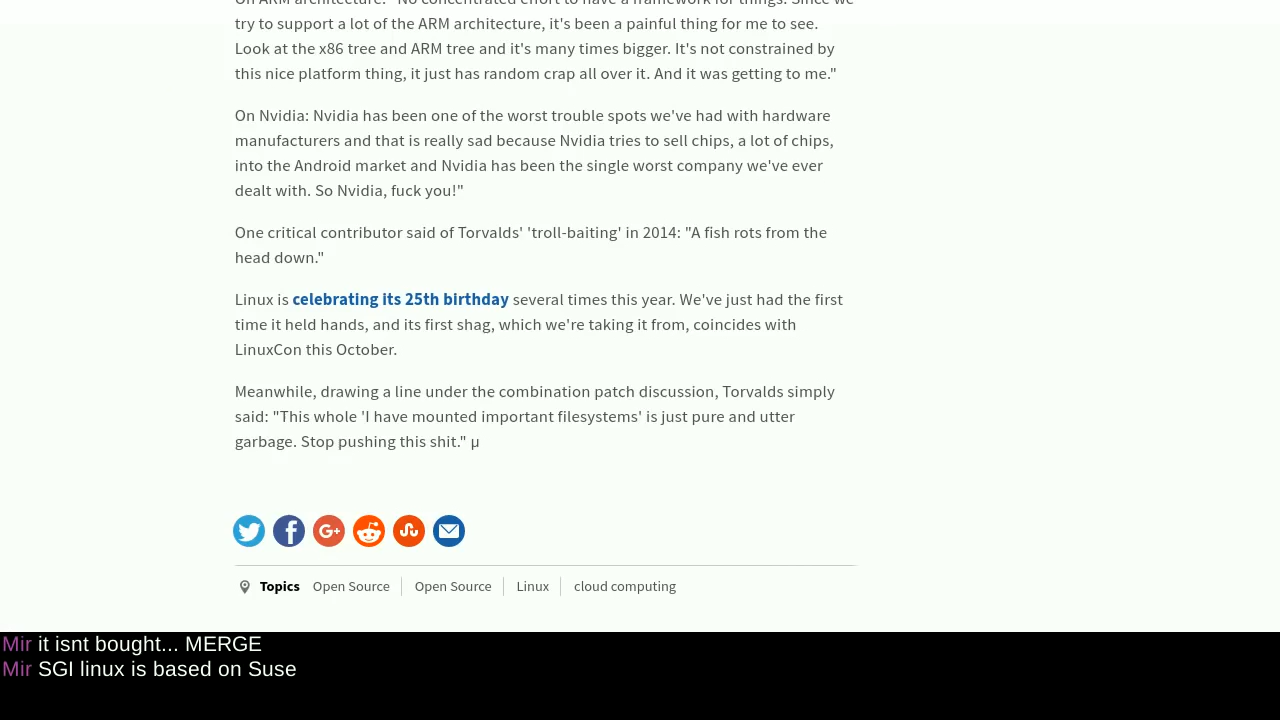 On ARM architecture: "No concentrated effort to have a framework for things. Since we
try to support a lot of the ARM architecture, it's been a painful thing for me to see.
Look at the x86 tree and ARM tree and it's many times bigger. It's not constrained by
this nice platform thing, it just has random crap all over it. And it was getting to me."
On Nvidia: Nvidia has been one of the worst trouble spots we've had with hardware
manufacturers and that is really sad because Nvidia tries to sell chips, a lot of chips,
into the Android market and Nvidia has been the single worst company we've ever
dealt with. So Nvidia, fuck you!"
One critical contributor said of Torvalds' 'troll-baiting' in 2014: "A fish rots from the
head down."
Linux is celebrating its 25th birthday several times this year. We've just had the first
time it held hands, and its first shag, which we're taking it from, coincides with
LinuxCon this October.
Meanwhile, drawing a line under the combination patch discussion, Torvalds simply
said: "This whole 'I have mounted important filesystems' is just pure and utter
garbage. Stop pushing this shit." µ
Topics Open Source Open Source Linux cloud computing
Mir it isnt bought... MERGE
Mir SGI linux is based on Suse